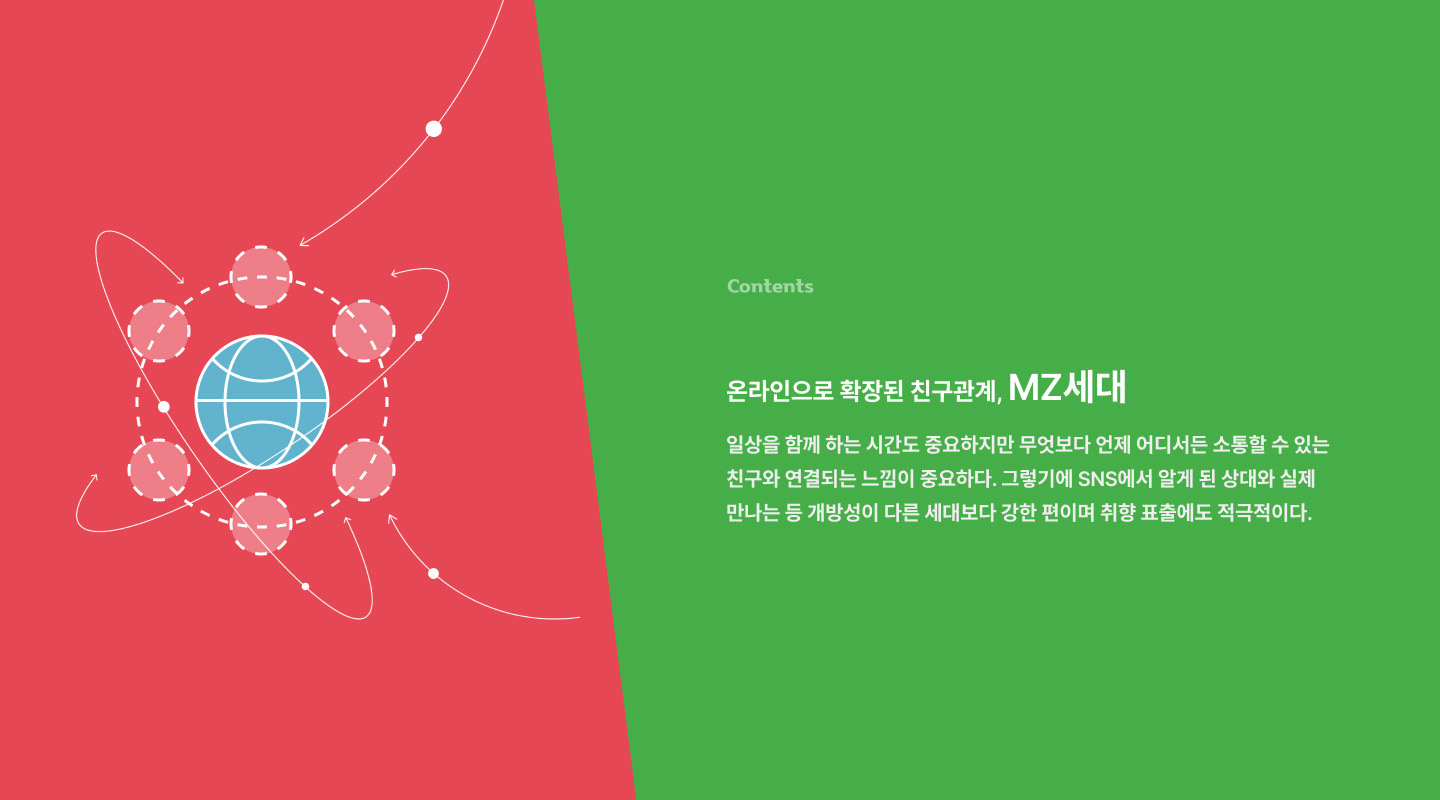 Contents
온라인으로 확장된 친구관계, MZ세대
일상을 함께 하는 시간도 중요하지만 무엇보다 언제 어디서든 소통할 수 있는
친구와 연결되는 느낌이 중요하다. 그렇기에 SNS에서 알게 된 상대와 실제
만나는 등 개방성이 다른 세대보다 강한 편이며 취향 표출에도 적극적이다.